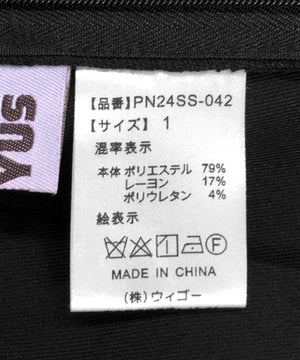 YUS
【品番】PN24SS-042
【サイズ】1
混率表示
本体 ポリエステル 79%
レーヨン 17%
ポリウレタン 4%
絵表示
MADE IN CHINA
(株)ウィゴー